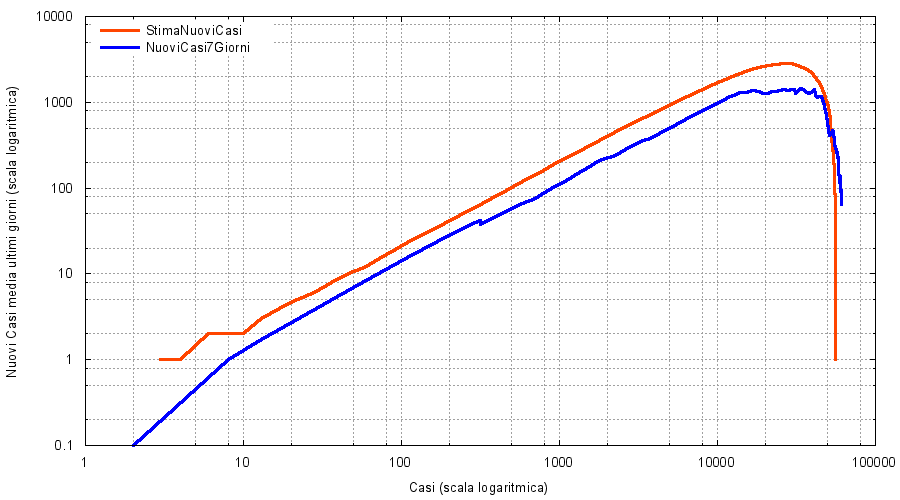 10000
1000
100
10
1
0.1
StimaNuoviCasi
NuoviCasi7Giorni
Nuovi Casi media ultimi giorni (scala logaritmica)
1 10 100 1000 10000 100000
Casi (scala logaritmica)